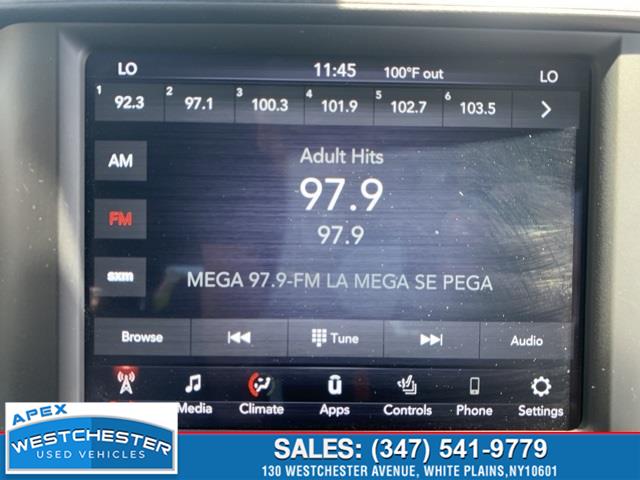 LO 11:45 100°F out LO
1 92.3 2 97.1 3 100.3 4 101.9 5 102.7 6 103.5 >
AM
Adult Hits
97.9
FM
97.9
sxm
MEGA 97.9-FM LA MEGA SE PEGA
Browse Tune Audio
Media Climate Apps Controls Phone Settings
APEX
WESTCHESTER
USED VEHICLES
SALES: (347) 541-9779
130 WESTCHESTER AVENUE, WHITE PLAINS,NY10601